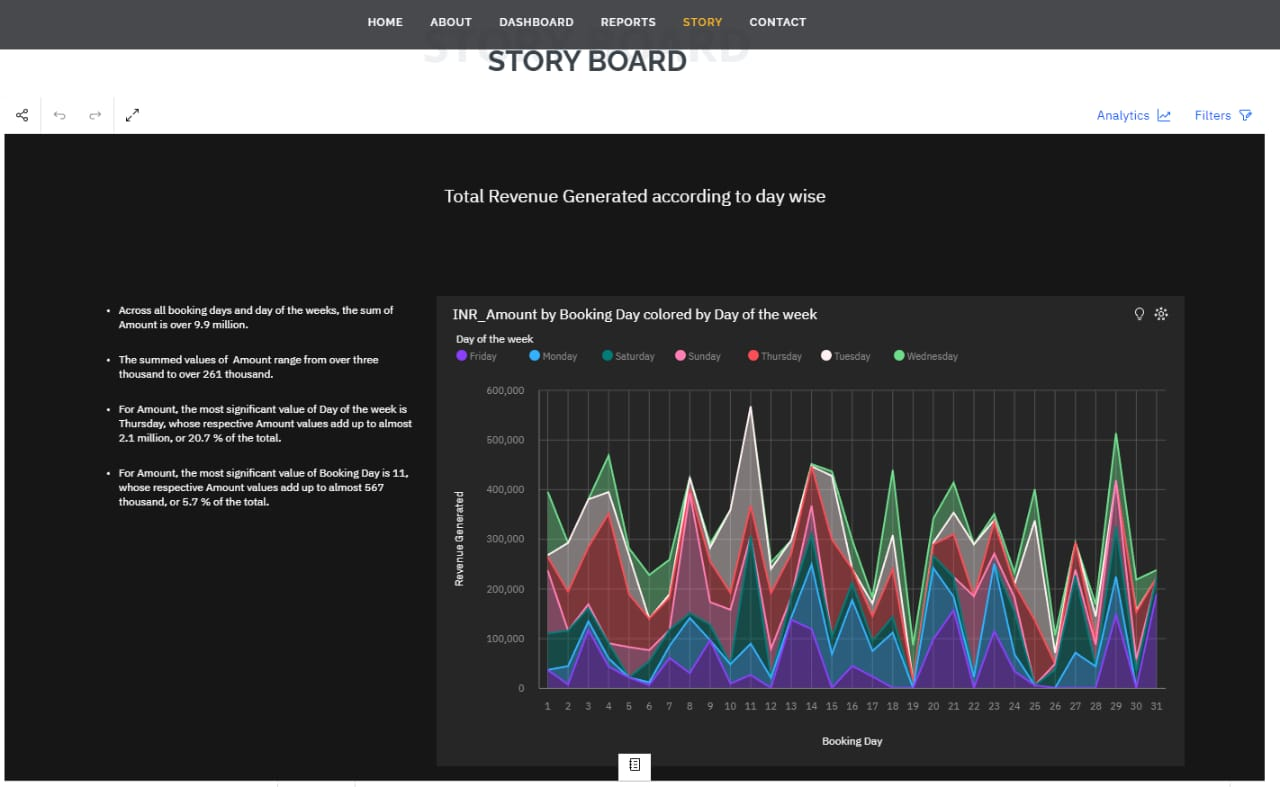 HOME ABOUT DASHBOARD REPORTS STORY CONTACT
STORY BOARD
STORY BOARD
Analytics Filters
Total Revenue Generated according to day wise
• Across all booking days and day of the weeks, the sum of
Amount is over 9.9 million.
• The summed values of Amount range from over three
thousand to over 261 thousand.
• For Amount, the most significant value of Day of the week is
Thursday, whose respective Amount values add up to almost
2.1 million, or 20.7 % of the total.
• For Amount, the most significant value of Booking Day is 11,
whose respective Amount values add up to almost 567
thousand, or 5.7 % of the total.
INR_Amount by Booking Day colored by Day of the week
Day of the week
Friday Monday Saturday Sunday Thursday Tuesday Wednesday
Revenue Generated
600,000
500,000
400,000
300,000
200,000
100,000
0
1 2 3 4 5 6 7 8 9 10 11 12 13 14 15 16 17 18 19 20 21 22 23 24 25 26 27 28 29 30 31
Booking Day